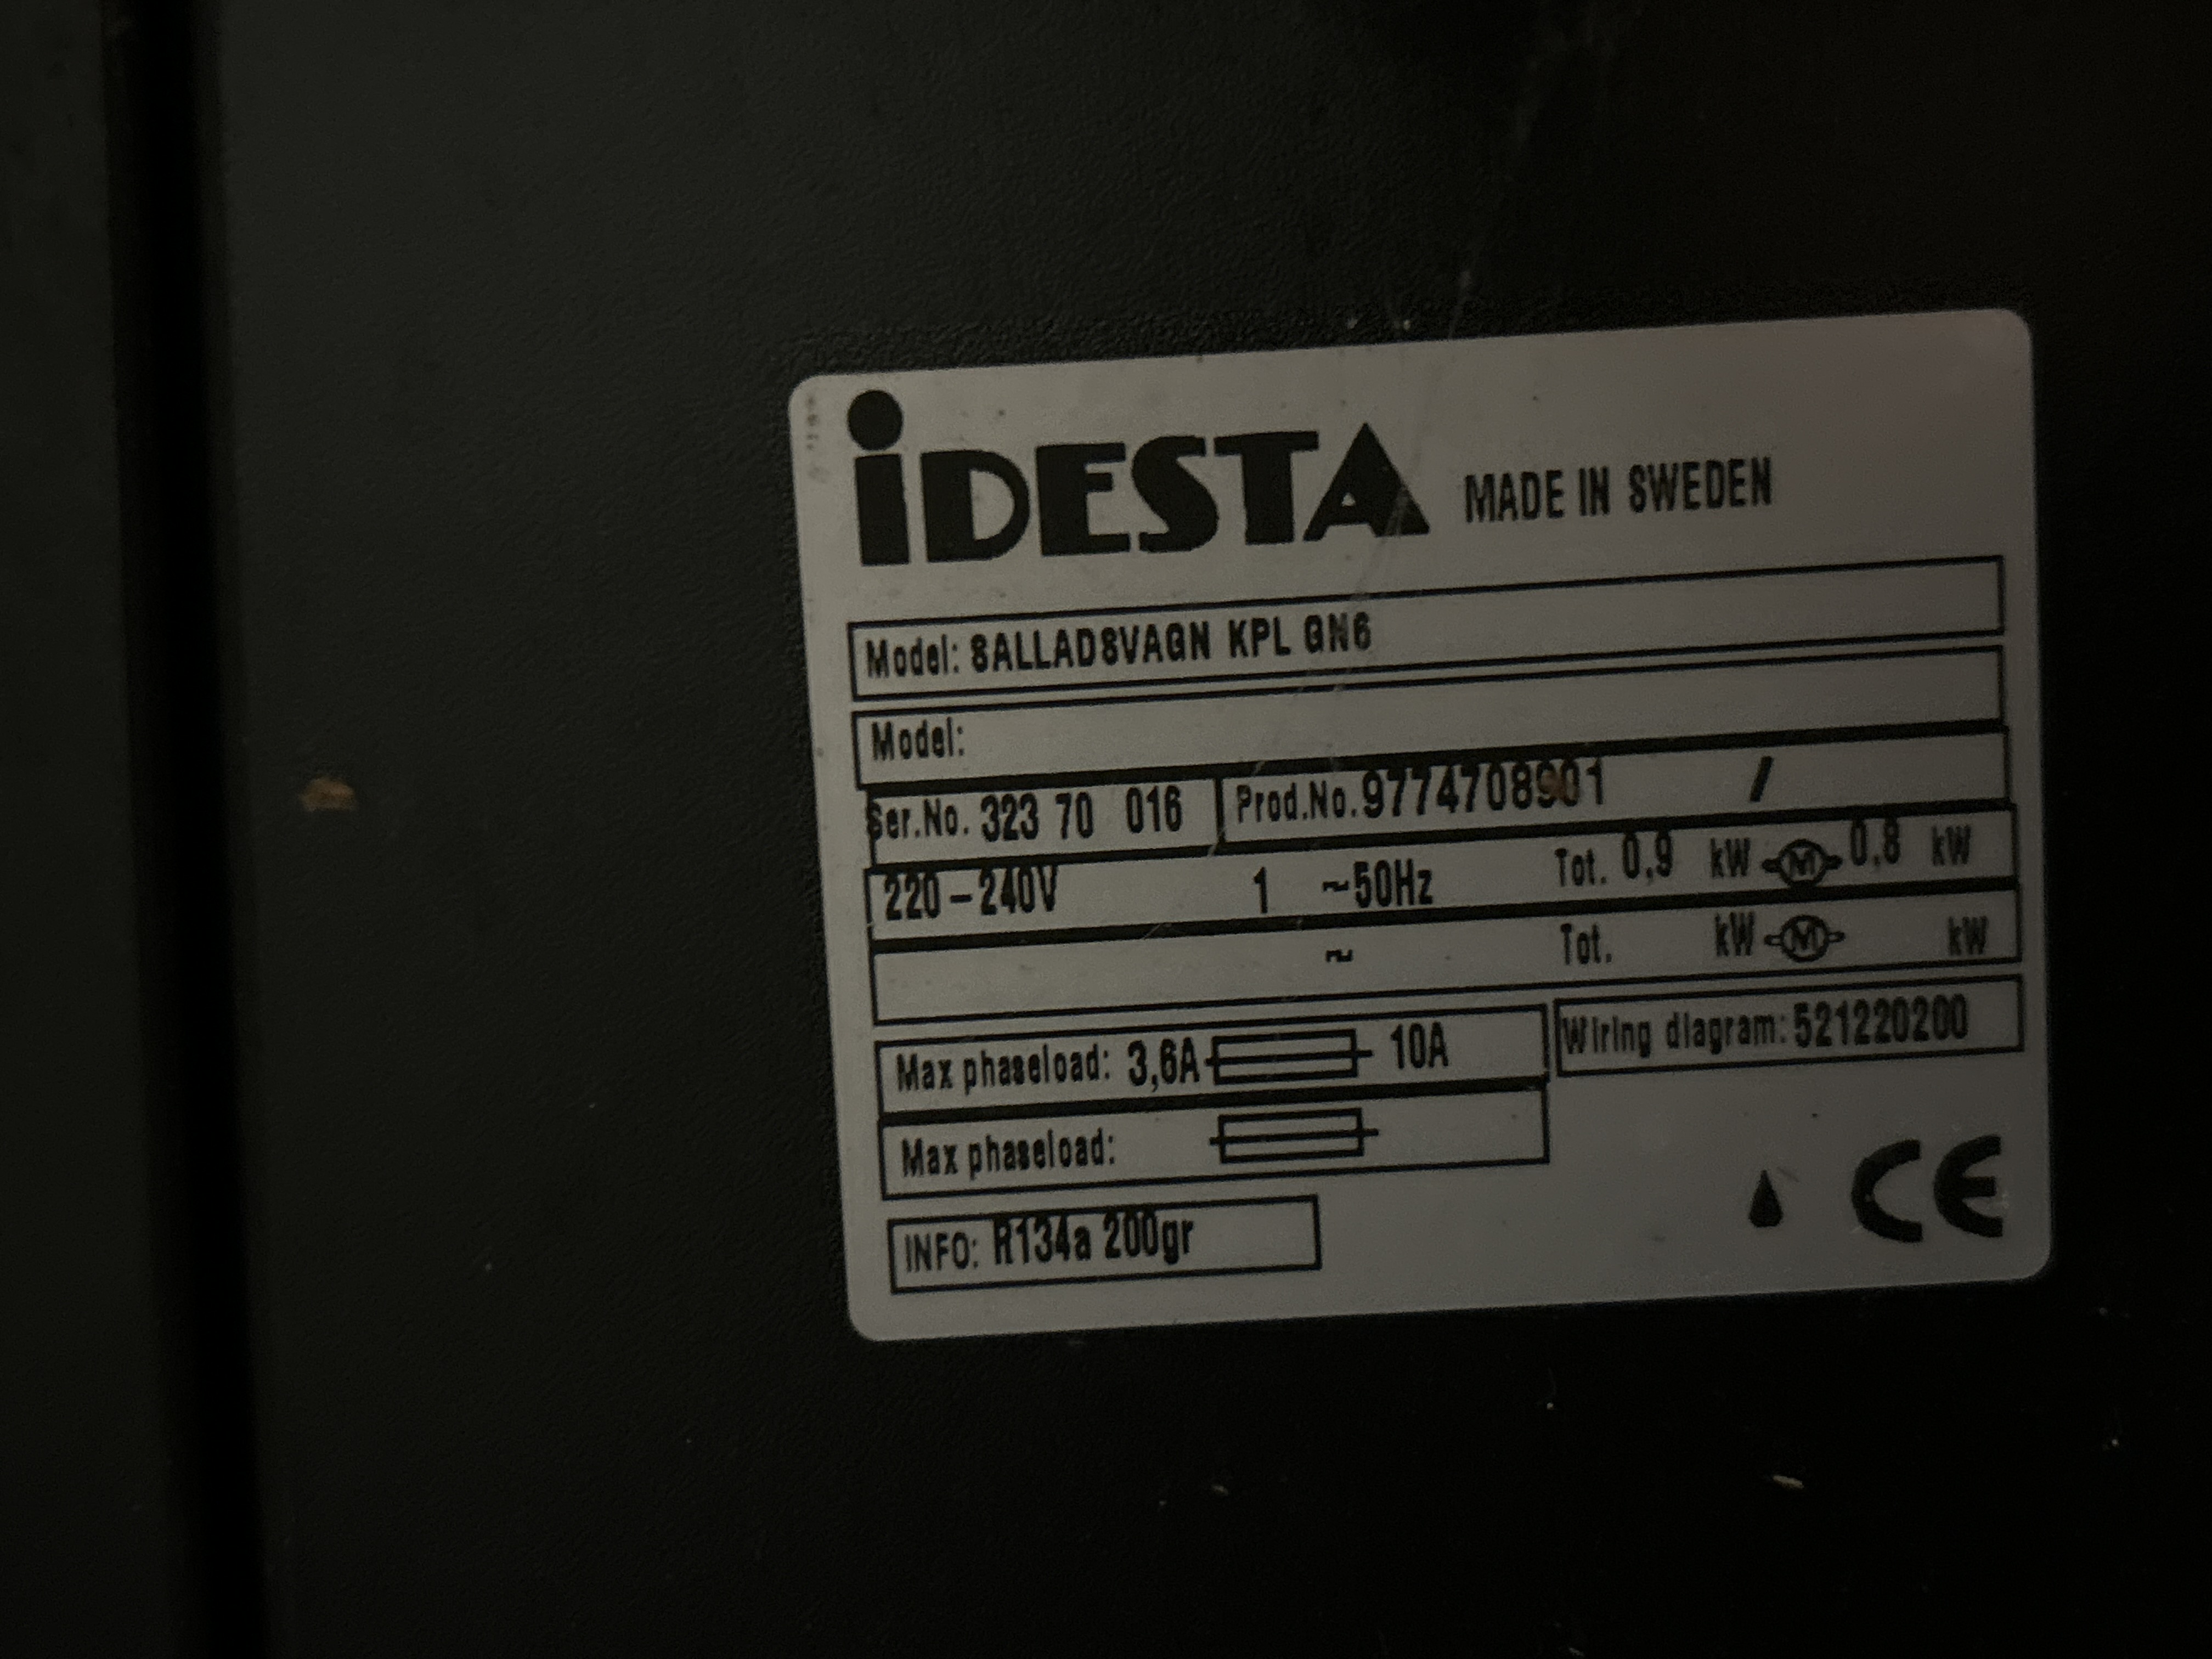 iDESTA MADE IN SWEDEN
Model: SALLADSVAGN KPL GN6
Model:
Ser.No. 323 70 016 Prod.No. 9774708901 /
220-240V 1 ~50Hz Tot. 0,9 kW M 0,8 kW
~ Tot. kW M kW
Max phaseload: 3,6A 10A Wiring diagram: 521220200
Max phaseload:
INFO: R134a 200gr
CE